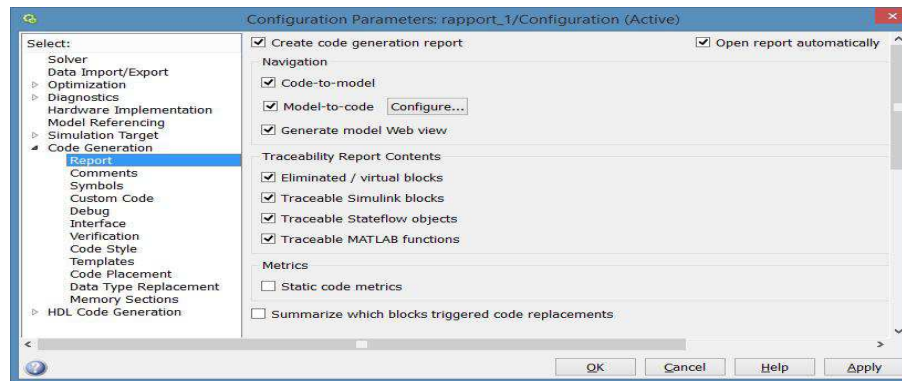 Configuration Parameters: rapport_1/Configuration (Active)
Select:
Solver
Data Import/Export
Optimization
Diagnostics
Hardware Implementation
Model Referencing
Simulation Target
Code Generation
Report
Comments
Symbols
Custom Code
Debug
Interface
Verification
Code Style
Templates
Code Placement
Data Type Replacement
Memory Sections
HDL Code Generation
Create code generation report
Open report automatically
Navigation
Code-to-model
Model-to-code Configure...
Generate model Web view
Traceability Report Contents
Eliminated / virtual blocks
Traceable Simulink blocks
Traceable Stateflow objects
Traceable MATLAB functions
Metrics
Static code metrics
Summarize which blocks triggered code replacements
OK Cancel Help Apply